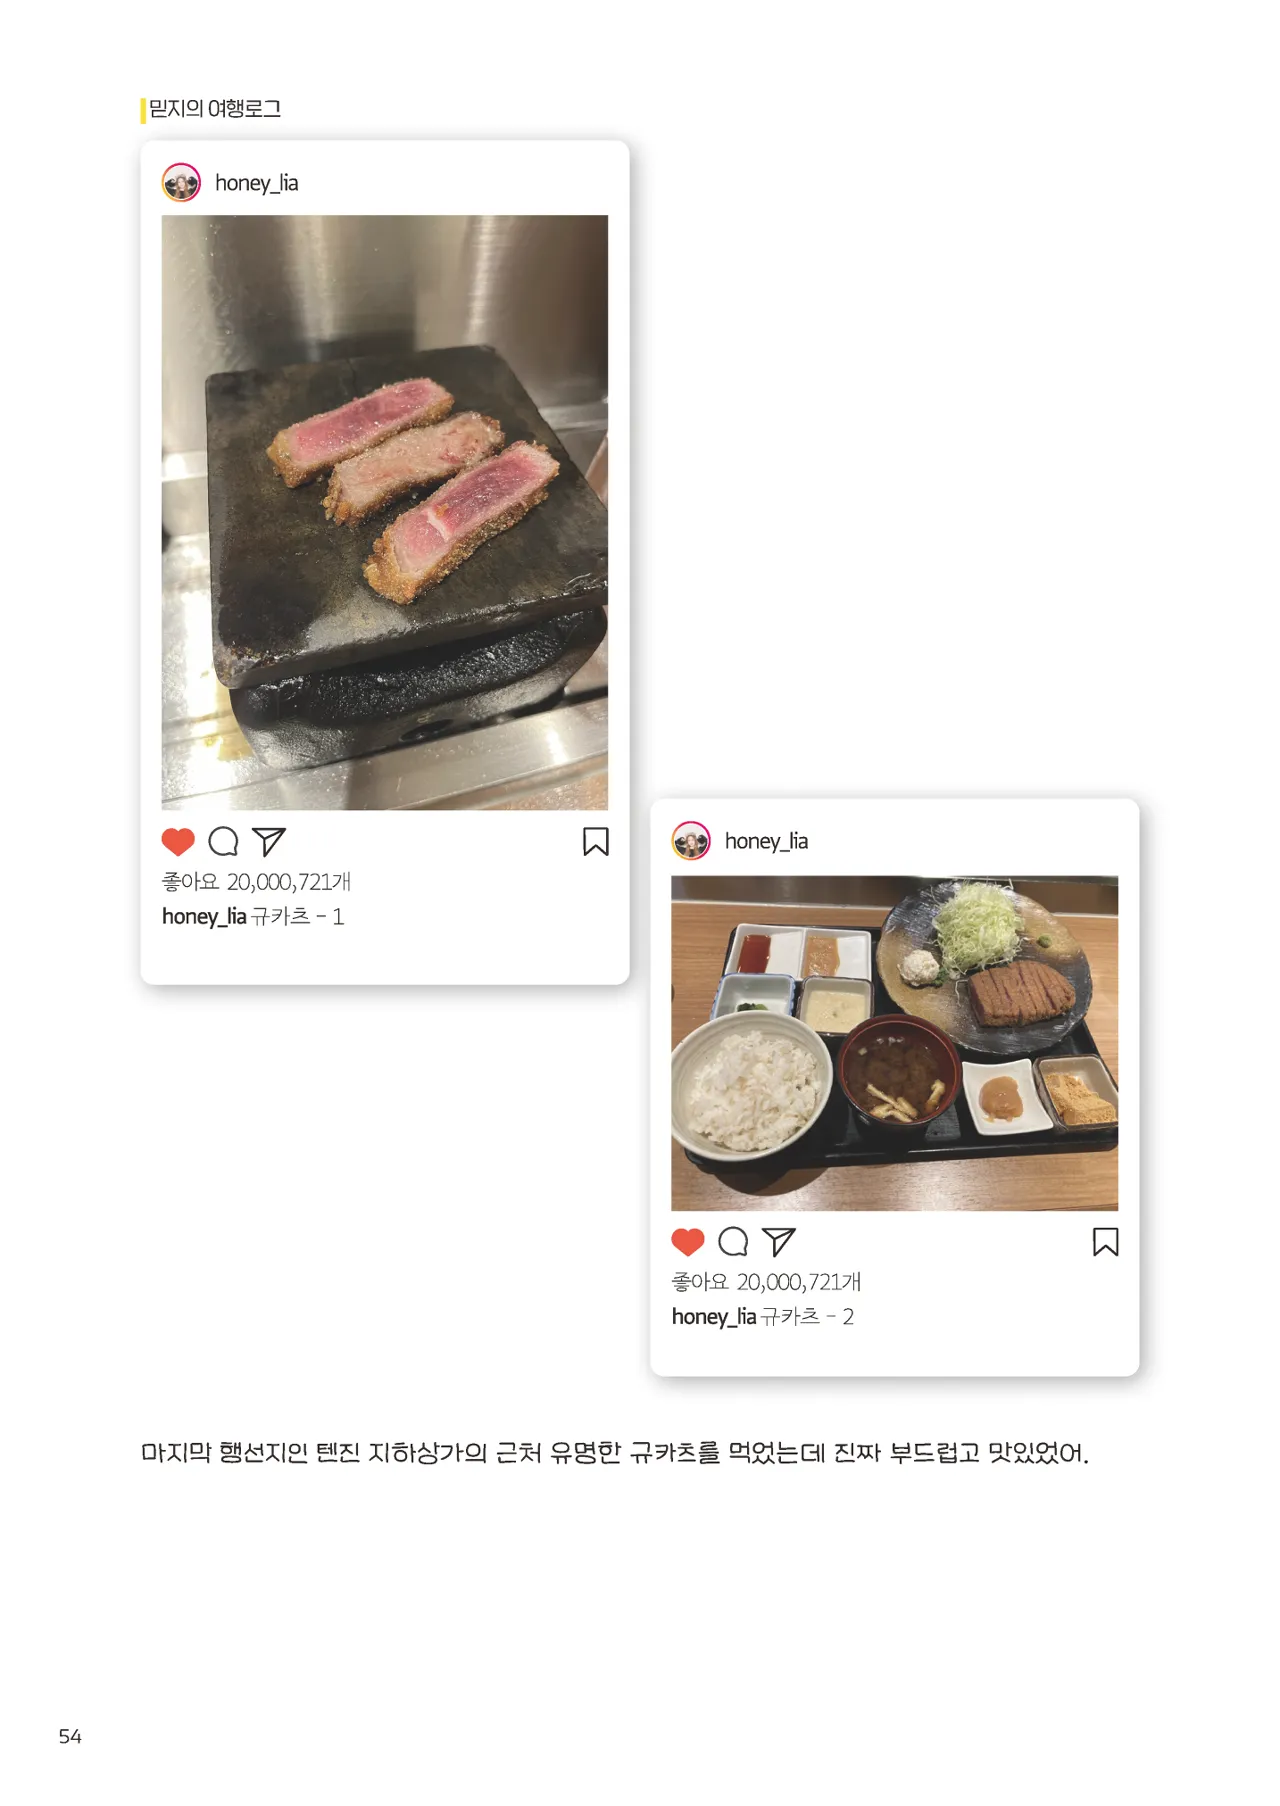 믿지의 여행로그
honey_lia
좋아요 20,000,721개
honey_lia 규카츠 - 1
honey_lia
좋아요 20,000,721개
honey_lia 규카츠 - 2
마지막 행선지인 텐진 지하상가의 근처 유명한 규카츠를 먹었는데 진짜 부드럽고 맛있었어.
54